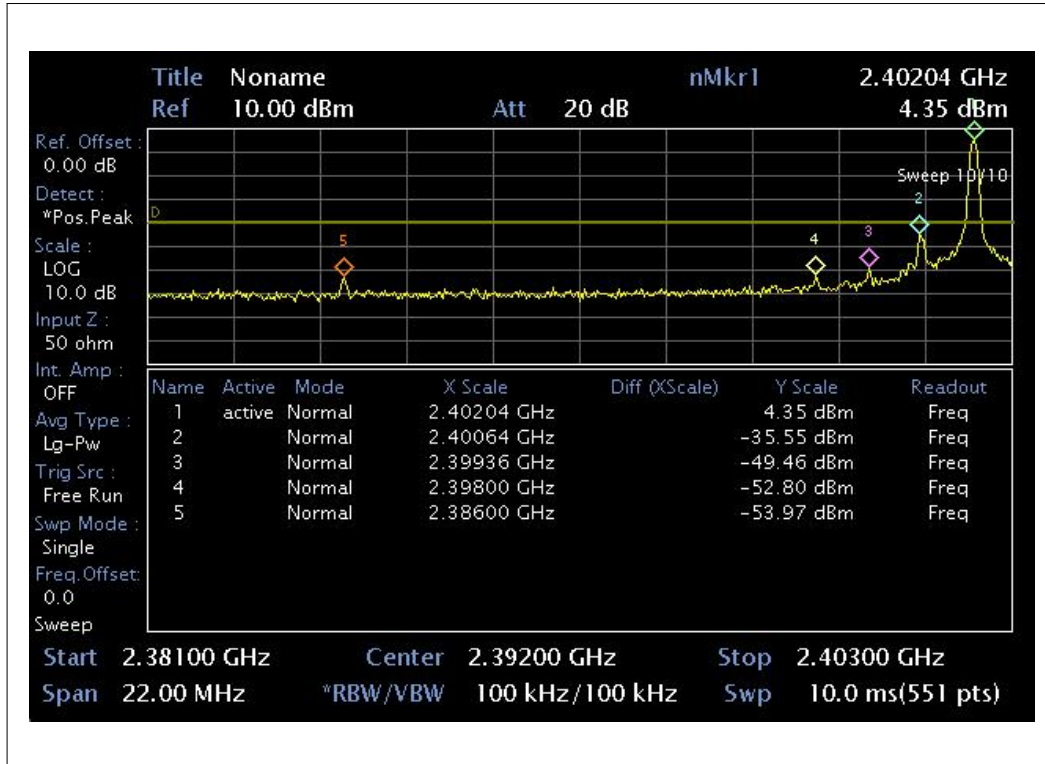 Title Noname nMkr1 2.40204 GHz
Ref 10.00 dBm Att 20 dB 4.35 dBm
Ref. Offset :
0.00 dB
Detect :
*Pos.Peak
Scale :
LOG
10.0 dB
Input Z :
50 ohm
Int. Amp :
OFF
Avg Type :
Lg-Pw
Trig Src :
Free Run
Swp Mode :
Single
Freq.Offset:
0.0
Sweep
Sweep 10/10
D
5
4
3
2
Name Active Mode X Scale Diff (XScale) Y Scale Readout
1 active Normal 2.40204 GHz 4.35 dBm Freq
2 Normal 2.40064 GHz -35.55 dBm Freq
3 Normal 2.39936 GHz -49.46 dBm Freq
4 Normal 2.39800 GHz -52.80 dBm Freq
5 Normal 2.38600 GHz -53.97 dBm Freq
Start 2.38100 GHz Center 2.39200 GHz Stop 2.40300 GHz
Span 22.00 MHz *RBW/VBW 100 kHz/100 kHz Swp 10.0 ms(551 pts)